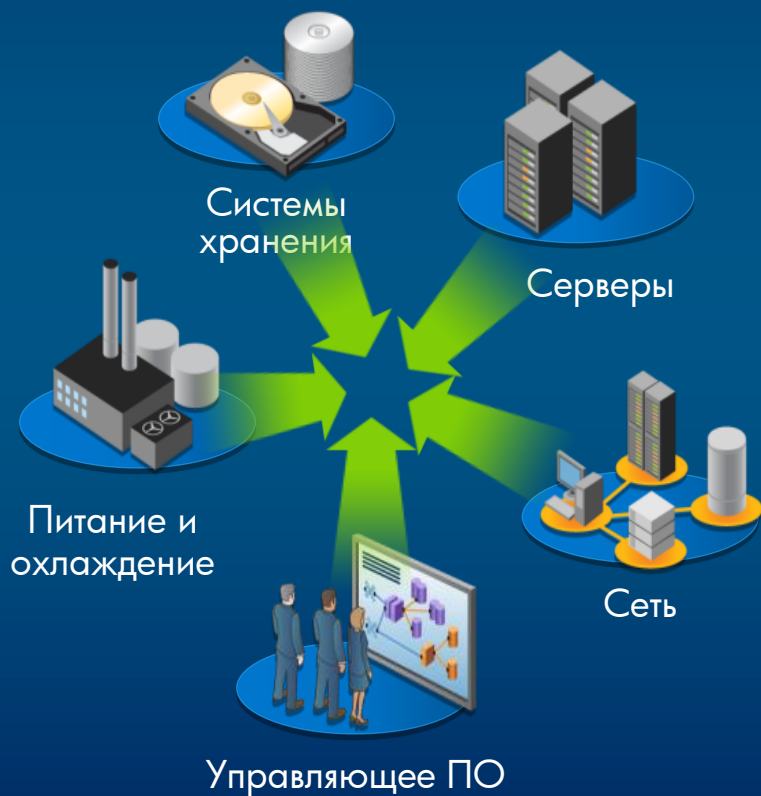 Системы
хранения
Серверы
Питание и
охлаждение
Сеть
Управляющее ПО